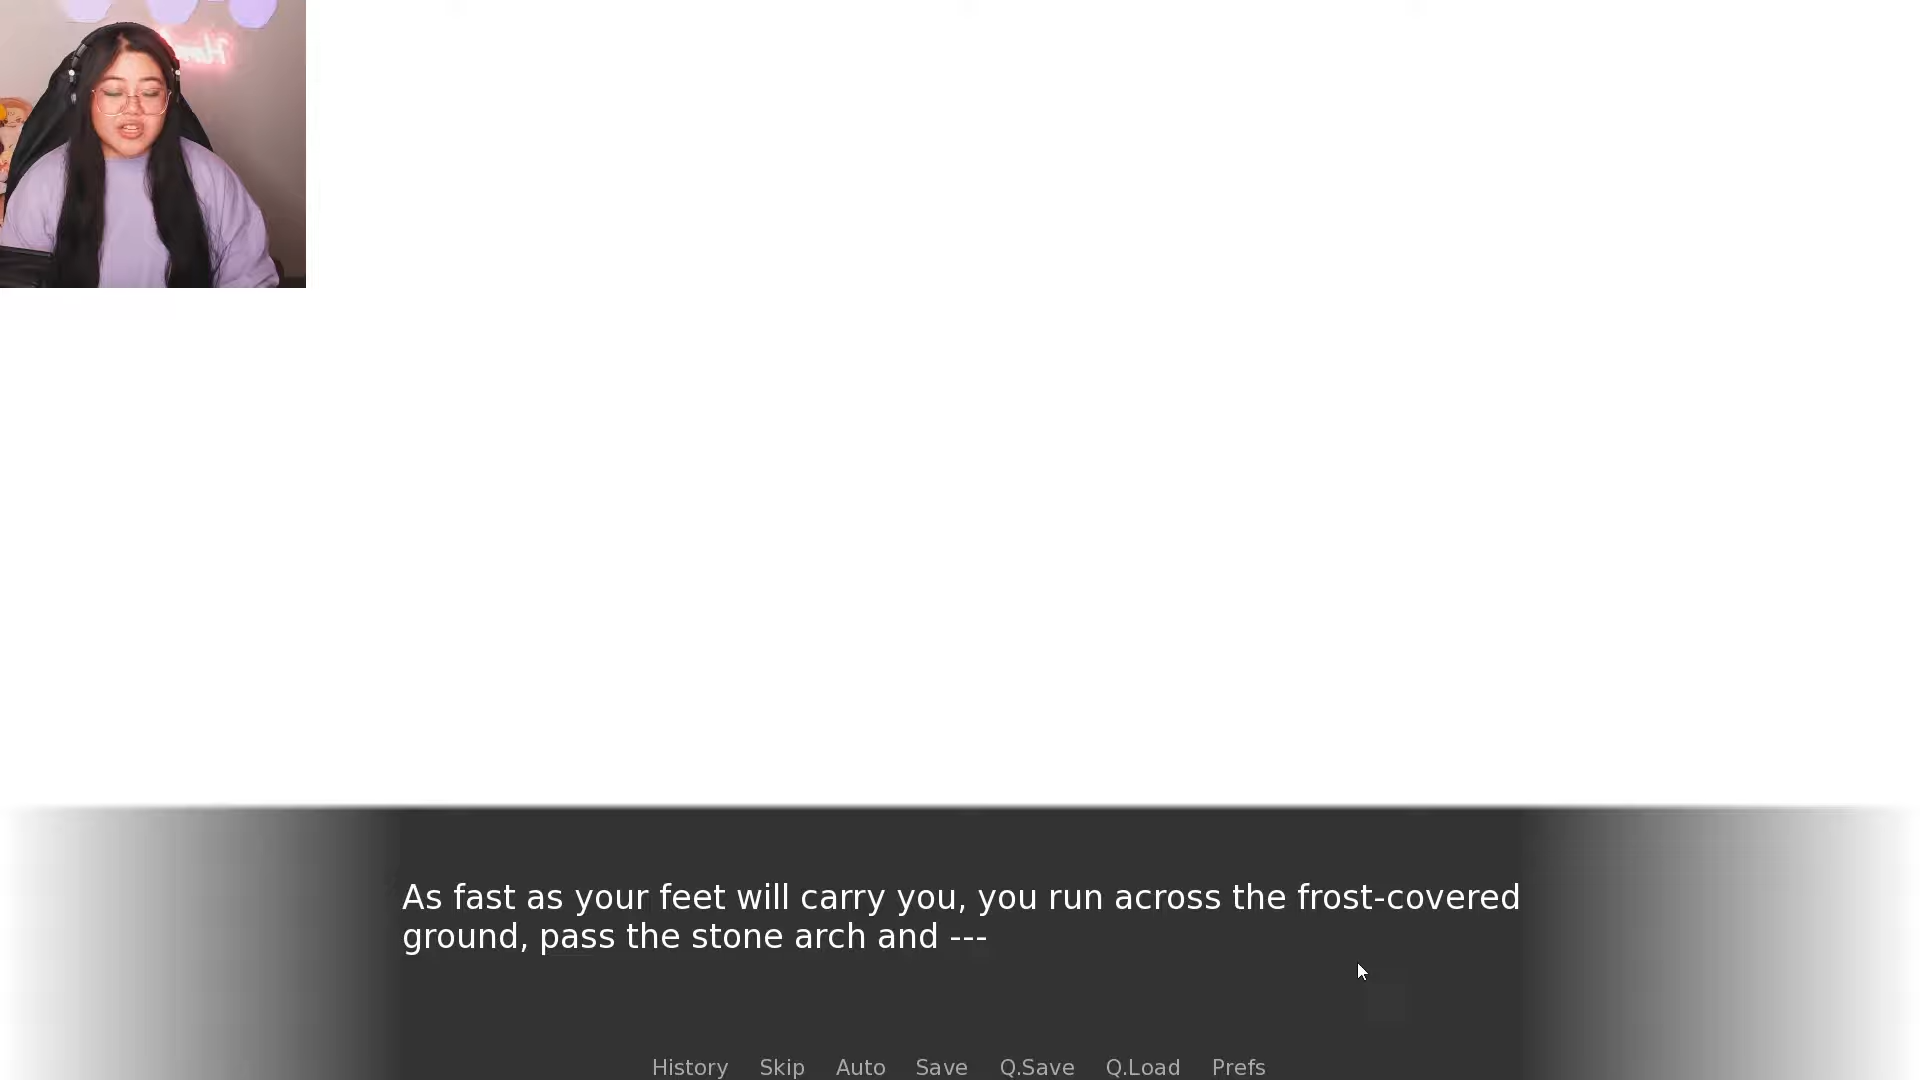 As fast as your feet will carry you, you run across the frost-covered
ground, pass the stone arch and ---
History Skip Auto Save Q.Save Q.Load Prefs